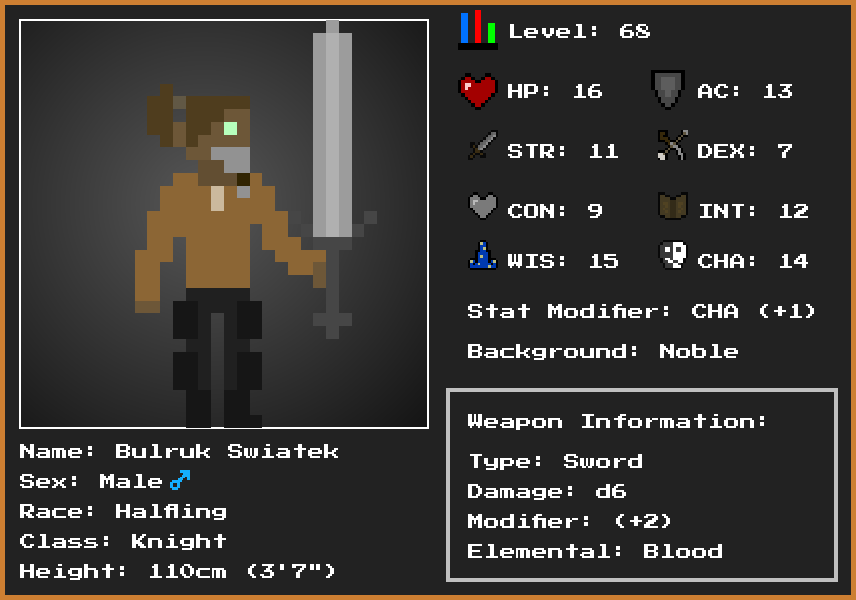 Level: 68
HP: 16
AC: 13
STR: 11
DEX: 7
CON: 9
INT: 12
WIS: 15
CHA: 14
Stat Modifier: CHA (+1)
Background: Noble
Weapon Information:
Type: Sword
Damage: d6
Modifier: (+2)
Elemental: Blood
Name: Bulruk Swiatek
Sex: Male ♂
Race: Halfling
Class: Knight
Height: 110cm (3'7")